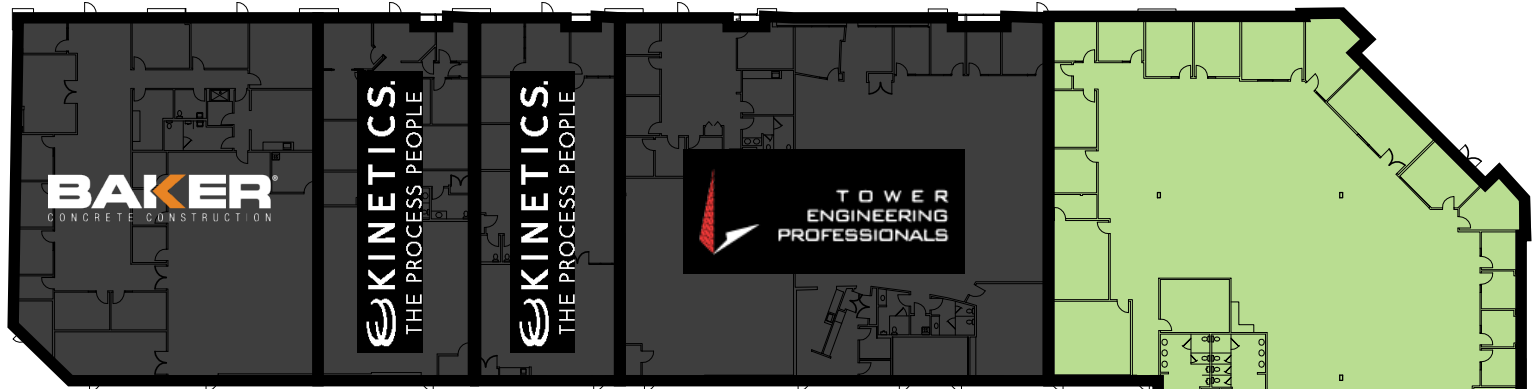 BAKER®
CONCRETE CONSTRUCTION
KINETICS.
THE PROCESS PEOPLE
KINETICS.
THE PROCESS PEOPLE
TOWER
ENGINEERING
PROFESSIONALS